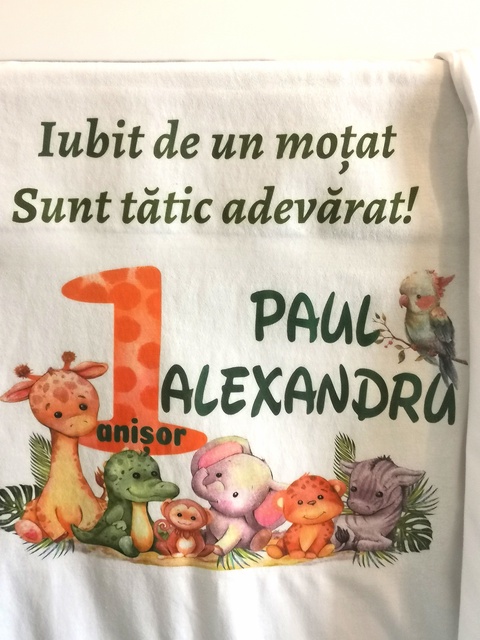 Iubit de un moțat
Sunt tătic adevărat!
1
PAUL
ALEXANDRU
anișor